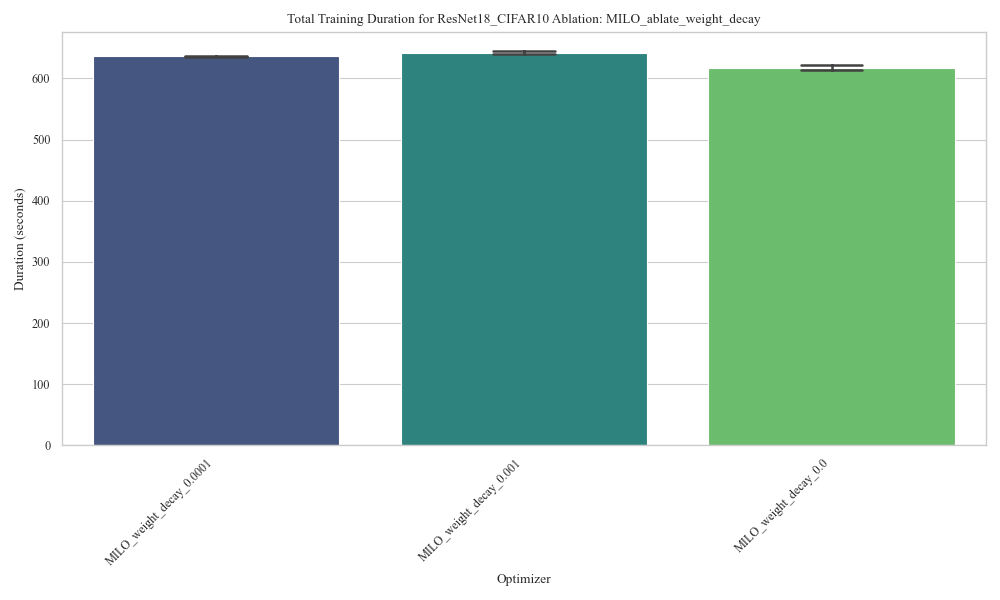 Total Training Duration for ResNet18_CIFAR10 Ablation: MILO_ablate_weight_decay
Duration (seconds)
600
500
400
300
200
100
0
MILO_weight_decay_0.0001
MILO_weight_decay_0.001
MILO_weight_decay_0.0
Optimizer